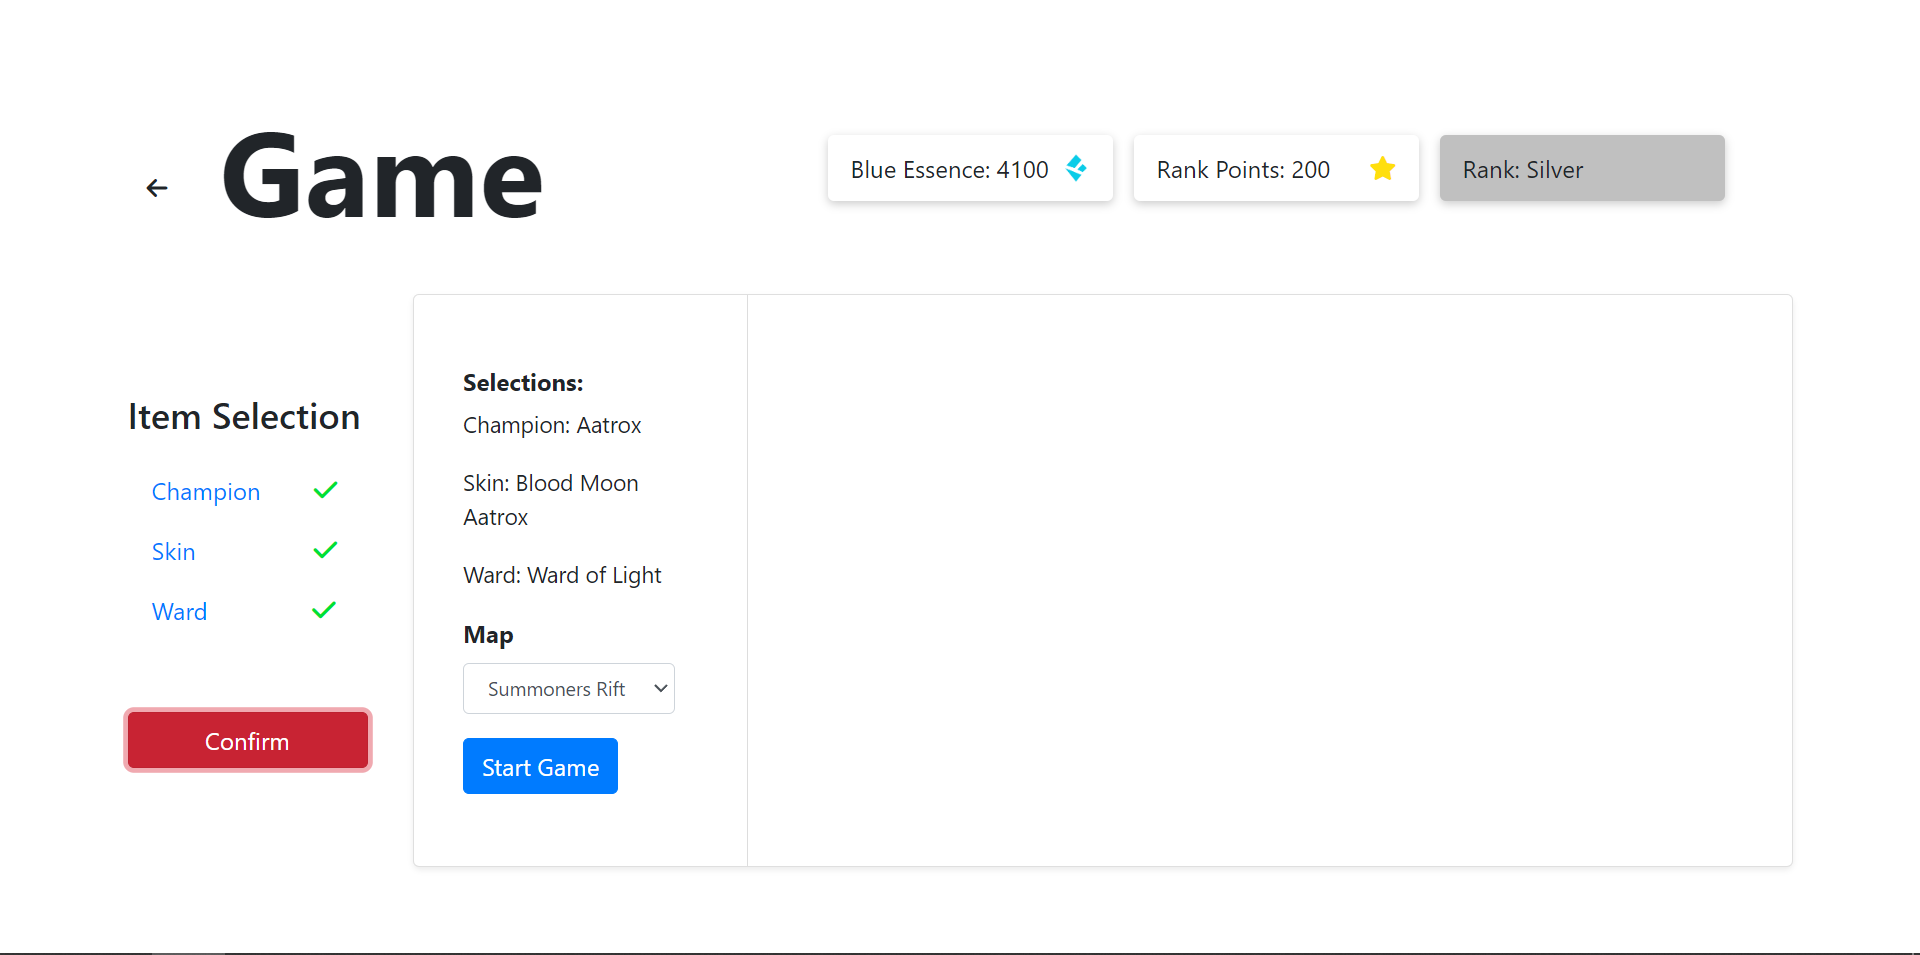 Game
Blue Essence: 4100
Rank Points: 200
Rank: Silver
Item Selection
Champion
Skin
Ward
Confirm
Selections:
Champion: Aatrox
Skin: Blood Moon
Aatrox
Ward: Ward of Light
Map
Summoners Rift
Start Game